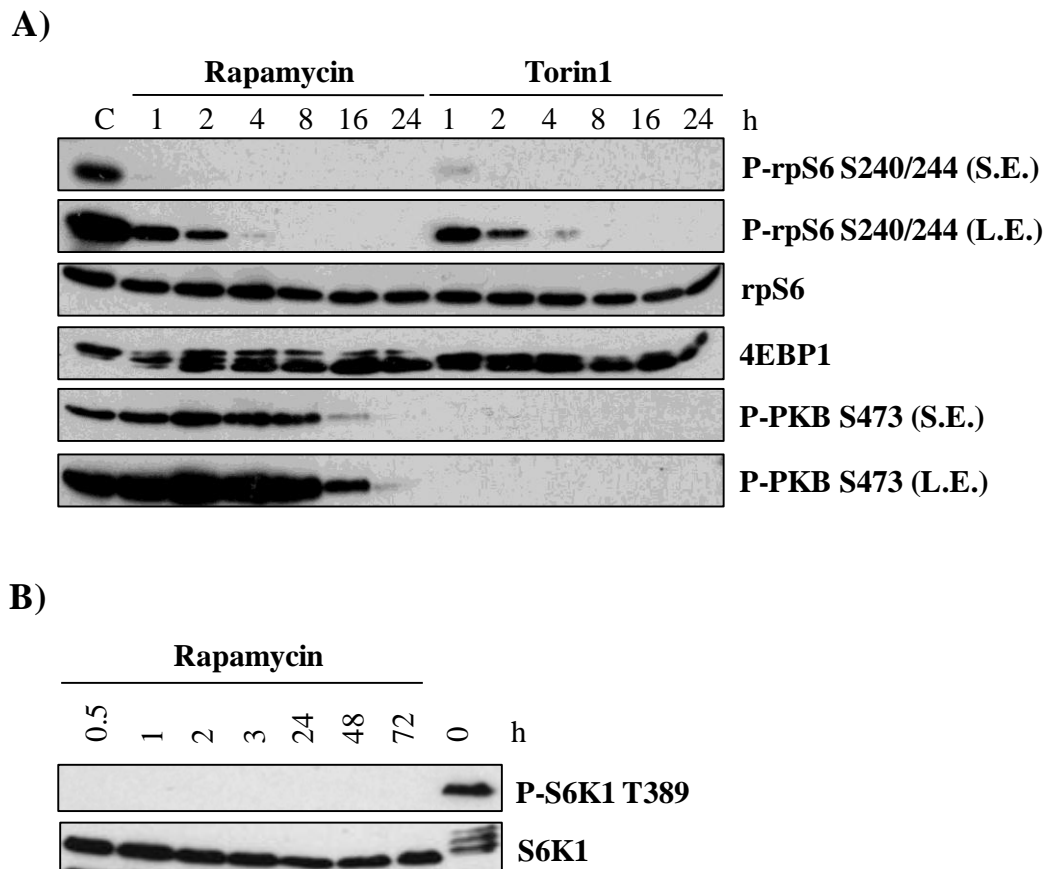 A)
Rapamycin Torin1
C 1 2 4 8 16 24 1 2 4 8 16 24 h
P-rpS6 S240/244 (S.E.)
P-rpS6 S240/244 (L.E.)
rpS6
4EBP1
P-PKB S473 (S.E.)
P-PKB S473 (L.E.)
B)
Rapamycin
0.5 1 2 3 24 48 72 0 h
P-S6K1 T389
S6K1